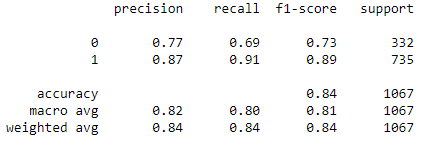 precision recall f1-score support
0 0.77 0.69 0.73 332
1 0.87 0.91 0.89 735
accuracy 0.84 1067
macro avg 0.82 0.80 0.81 1067
weighted avg 0.84 0.84 0.84 1067